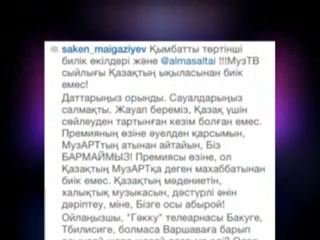 saken_maigaziyev Қымбатты төртінші
билік өкілдері және @almasaltai !!!МузТВ
сыйлығы Қазақтың ықыласынан биік
емес!
Даттарыңыз орынды. Сауалдарыңыз
салмақты. Жауап береміз, Қазақ үшін
сөйлеуден тартынған кезім болған емес.
Премияның өзіне әуелден қарсымын,
МузАРТтың атынан айтайын, Біз
БАРМАЙМЫЗ! Премиясы өзіне, ол
Қазақтың МузАРТқа деген махаббатынан
биік емес. Қазақтың мәдениетін,
халықтық музыкасын, дәстүрлі әнін
дәріптеу, міне, Бізге осы абырой!
Ойлаңызшы, "Гәкку" телеарнасы Бакуге,
Тбилисиге, болмаса Варшаваға барып